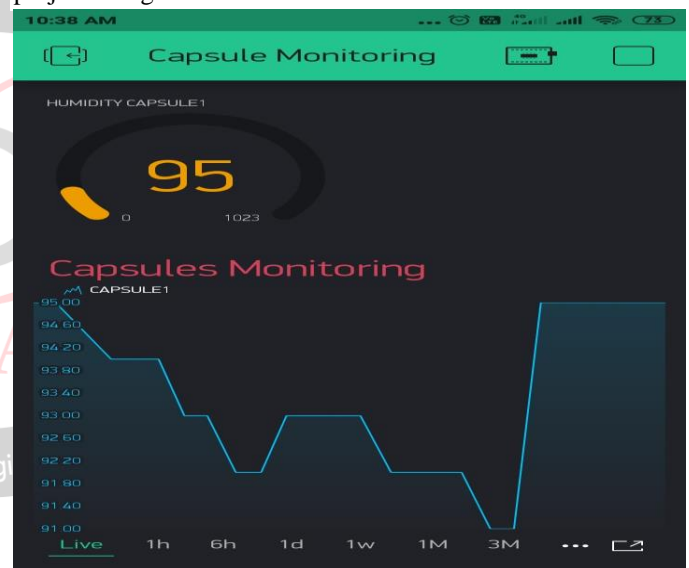 10:38 AM
... 73
Capsule Monitoring
HUMIDITY CAPSULE1
95
0 1023
Capsules Monitoring
CAPSULE1
95.00
94.60
94.20
93.80
93.40
93.00
92.60
92.20
91.80
91.40
91.00
Live 1h 6h 1d 1w 1M 3M ...